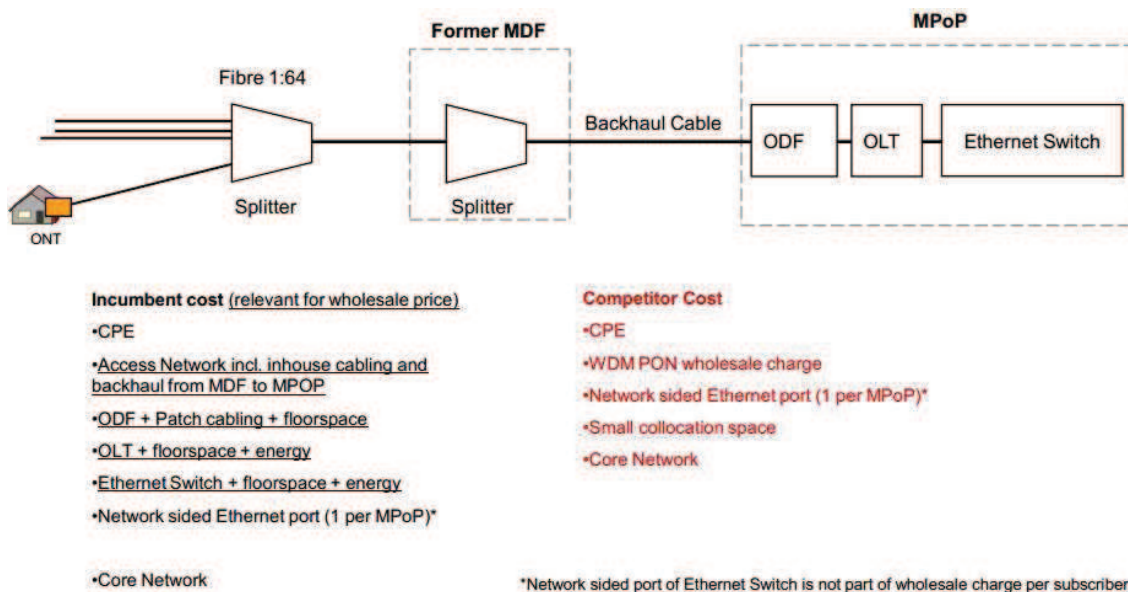 MPoP
Former MDF
Fibre 1:64
Backhaul Cable
ODF
OLT
Ethernet Switch
Splitter
Splitter
ONT
Incumbent cost (relevant for wholesale price)
•CPE
•Access Network incl. inhouse cabling and
backhaul from MDF to MPOP
•ODF + Patch cabling + floorspace
•OLT + floorspace + energy
•Ethernet Switch + floorspace + energy
•Network sided Ethernet port (1 per MPoP)*
•Core Network
Competitor Cost
•CPE
•WDM PON wholesale charge
•Network sided Ethernet port (1 per MPoP)*
•Small collocation space
•Core Network
*Network sided port of Ethernet Switch is not part of wholesale charge per subscriber